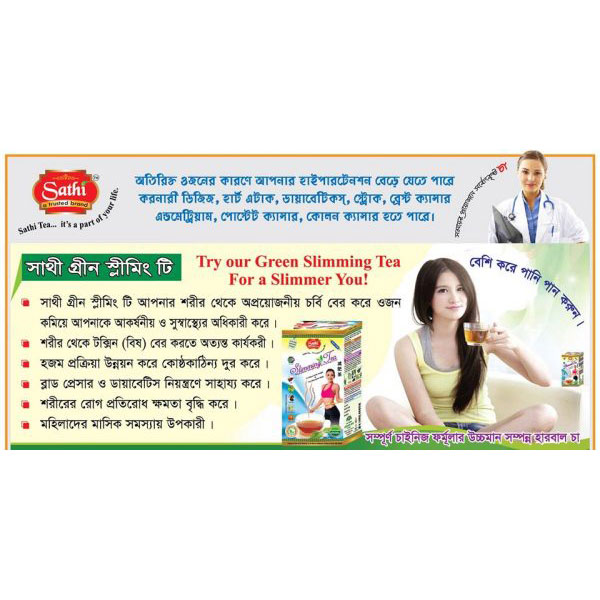 Sathi
a trusted brand
Sathi Tea... it's a part of your life.
অতিরিক্ত ওজনের কারণে আপনার হাইপারটেনশন বেড়ে যেতে পারে
করনারী ডিজিজ, হার্ট এটাক, ডায়াবেটিকস্, স্ট্রোক, ব্রেস্ট ক্যান্সার
এন্ডমেট্রিয়াম, পোস্টেট ক্যান্সার, কোলন ক্যান্সার হতে পারে।
চা
সাথী গ্রীন স্লীমিং টি
Try our Green Slimming Tea
For a Slimmer You!
সাথী গ্রীন স্লীমিং টি আপনার শরীর থেকে অপ্রয়োজনীয় চর্বি বের করে ওজন
কমিয়ে আপনাকে আকর্ষনীয় ও সুস্বাস্থ্যের অধিকারী করে।
শরীর থেকে টক্সিন (বিষ) বের করতে অত্যন্ত কার্যকরী।
হজম প্রক্রিয়া উন্নয়ন করে কোষ্ঠকাঠিন্য দুর করে।
ব্লাড প্রেসার ও ডায়াবেটিস নিয়ন্ত্রণে সাহায্য করে।
শরীরের রোগ প্রতিরোধ ক্ষমতা বৃদ্ধি করে।
মহিলাদের মাসিক সমস্যায় উপকারী।
Sathi
Slimming Tea
বেশি করে পানি পান করুন।
সম্পূর্ণ চাইনিজ ফর্মূলার উচ্চমান সম্পন্ন হারবাল চা